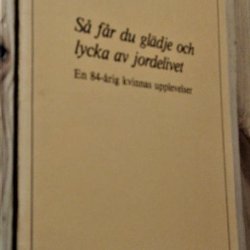 Så får du glädje och
lycka av jordelivet
En 84-årig kvinnas upplevelser